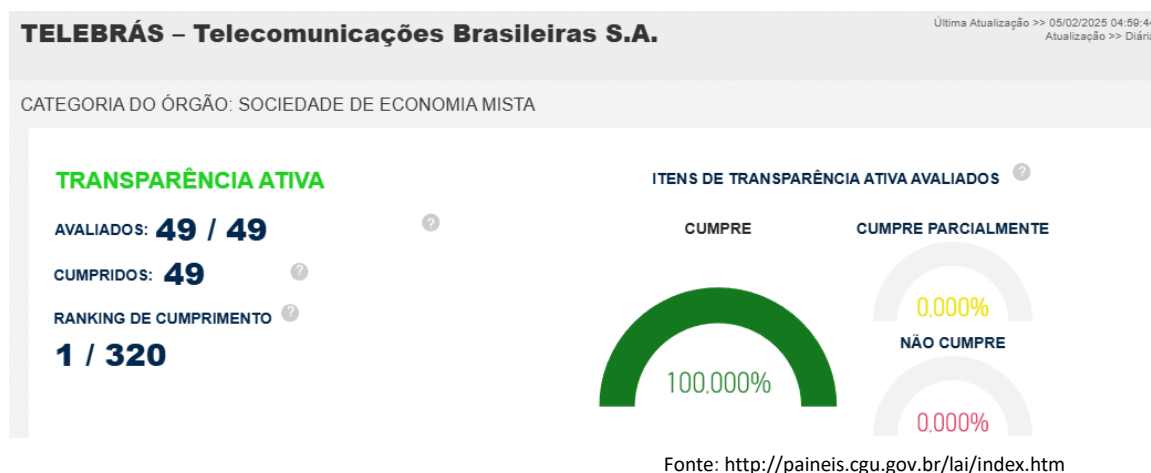 TELEBRÁS – Telecomunicações Brasileiras S.A.
Última Atualização >> 05/02/2025 04:59:44
Atualização >> Diária
CATEGORIA DO ÓRGÃO: SOCIEDADE DE ECONOMIA MISTA
TRANSPARÊNCIA ATIVA
AVALIADOS: 49 / 49
CUMPRIDOS: 49
RANKING DE CUMPRIMENTO
1 / 320
ITENS DE TRANSPARÊNCIA ATIVA AVALIADOS
CUMPRE
100,000%
CUMPRE PARCIALMENTE
0,000%
NÃO CUMPRE
0,000%
Fonte: http://paineis.cgu.gov.br/lai/index.htm